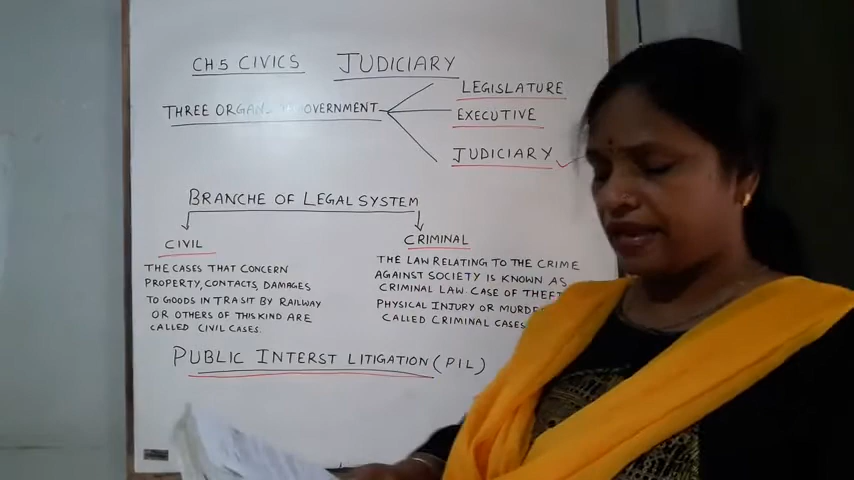 CH 5 CIVICS JUDICIARY
THREE ORGAN OVERNMENT
LEGISLATURE
EXECUTIVE
JUDICIARY
BRANCHE OF LEGAL SYSTEM
CIVIL
THE CASES THAT CONCERN
PROPERTY, CONTACTS, DAMAGES
TO GOODS IN TRASIT BY RAILWAY
OR OTHERS OF THIS KIND ARE
CALLED CIVIL CASES.
CRIMINAL
THE LAW RELATING TO THE CRIME
AGAINST SOCIETY IS KNOWN AS
CRIMINAL LAW. CASE OF THEFT
PHYSICAL INJURY OR MURDE
CALLED CRIMINAL CASES
PUBLIC INTERST LITIGATION (PIL)